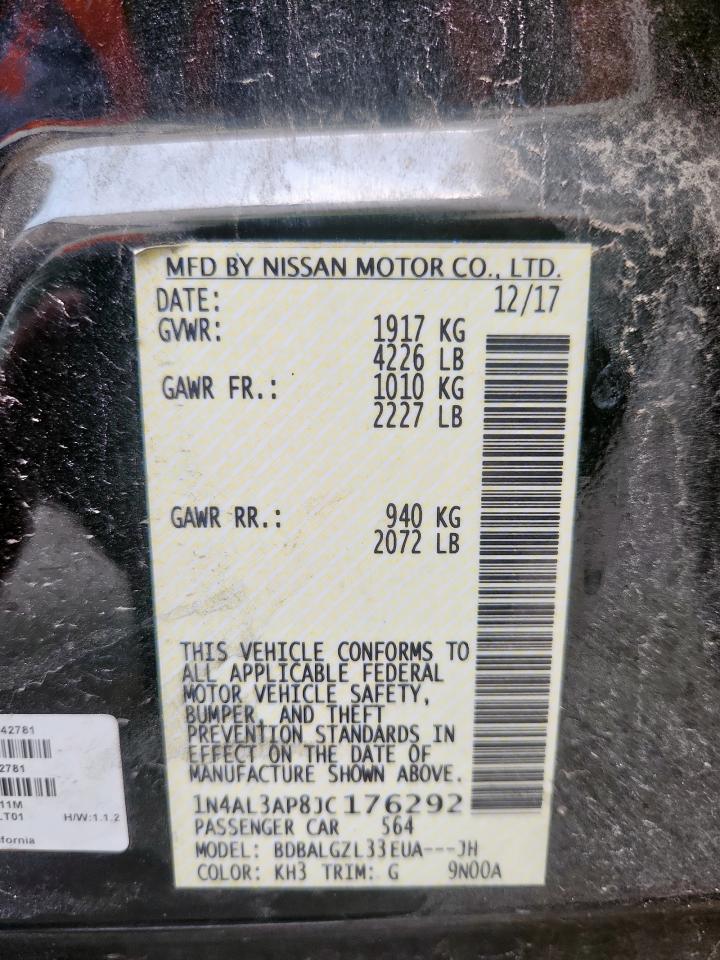 MFD BY NISSAN MOTOR CO., LTD.
DATE: 12/17
GVWR: 1917 KG
4226 LB
GAWR FR.: 1010 KG
2227 LB
GAWR RR.: 940 KG
2072 LB
THIS VEHICLE CONFORMS TO
ALL APPLICABLE FEDERAL
MOTOR VEHICLE SAFETY,
BUMPER, AND THEFT
PREVENTION STANDARDS IN
EFFECT ON THE DATE OF
MANUFACTURE SHOWN ABOVE.
1N4AL3AP8JC176292
PASSENGER CAR 564
MODEL: BDBALGZL33EUA---JH
COLOR: KH3 TRIM: G 9N00A
42781
2781
11M
LT01 H/W:1.1.2
ifornia